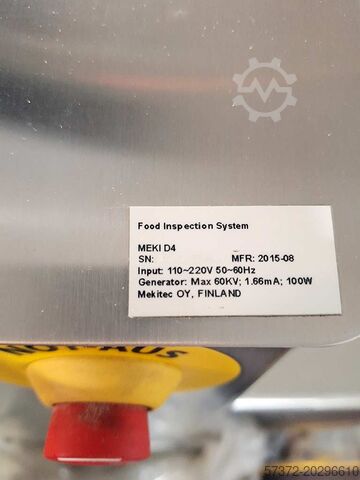 Food Inspection System
MEKI D4
SN: MFR: 2015-08
Input: 110~220V 50~60Hz
Generator: Max 60KV; 1.66mA; 100W
Mekitec OY, FINLAND
NOT-AUS
57372-20296610